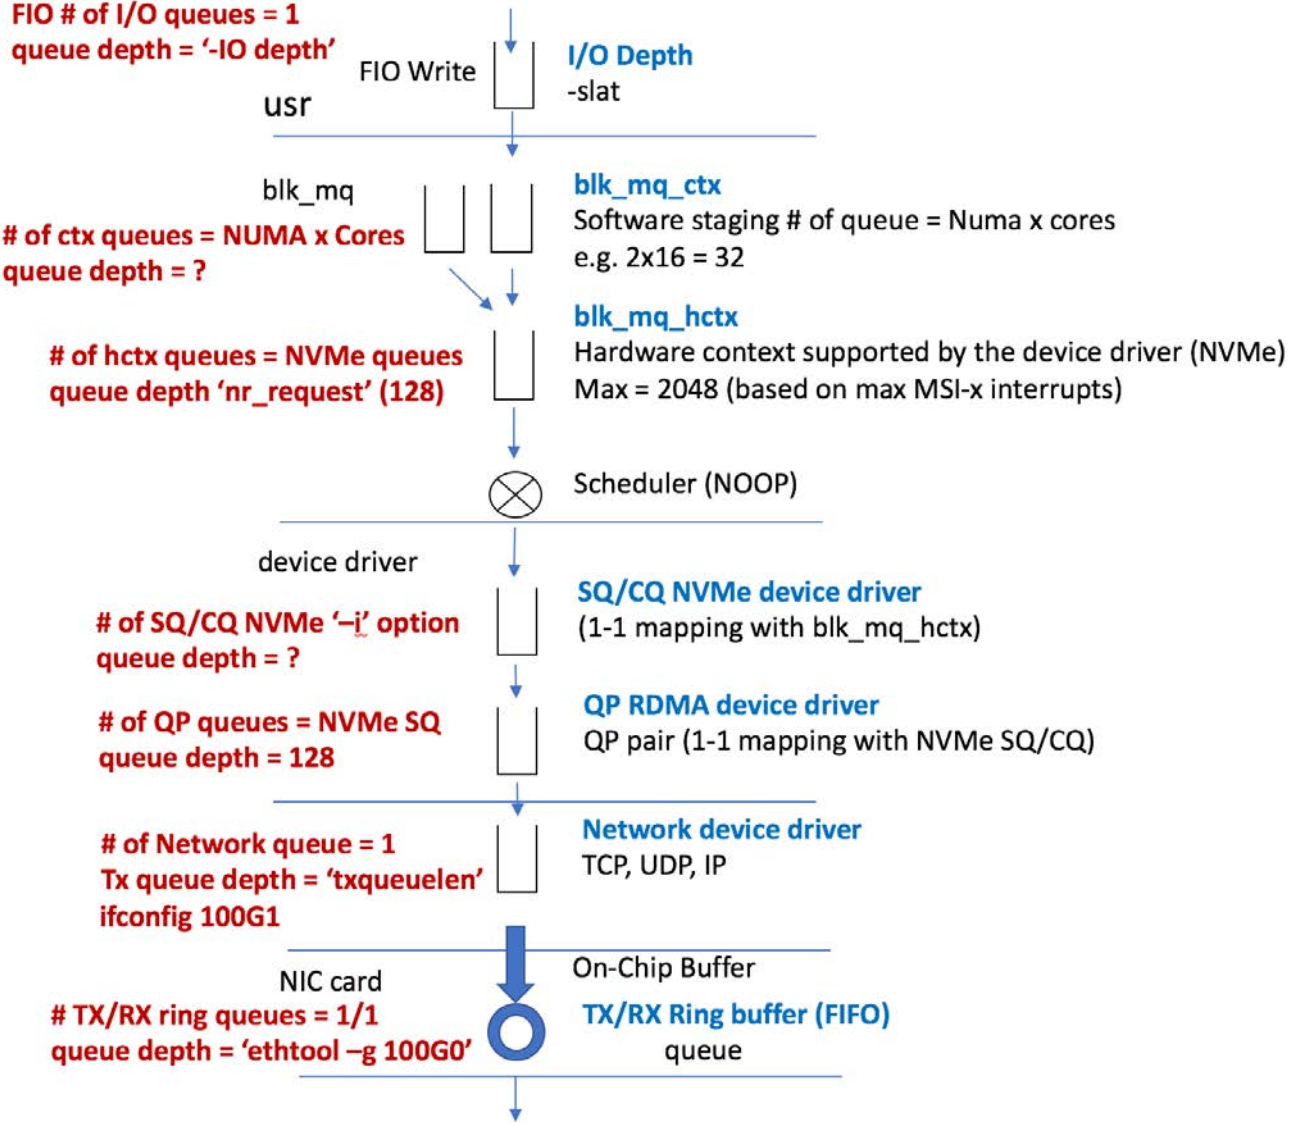 FIO # of I/O queues = 1
queue depth = ‘-IO depth’
FIO Write
I/O Depth
-slat
usr
blk_mq
# of ctx queues = NUMA x Cores
queue depth = ?
blk_mq_ctx
Software staging # of queue = Numa x cores
e.g. 2x16 = 32
blk_mq_hctx
Hardware context supported by the device driver (NVMe)
Max = 2048 (based on max MSI-x interrupts)
# of hctx queues = NVMe queues
queue depth ‘nr_request’ (128)
Scheduler (NOOP)
device driver
# of SQ/CQ NVMe ‘–i’ option
queue depth = ?
SQ/CQ NVMe device driver
(1-1 mapping with blk_mq_hctx)
# of QP queues = NVMe SQ
queue depth = 128
QP RDMA device driver
QP pair (1-1 mapping with NVMe SQ/CQ)
# of Network queue = 1
Tx queue depth = ‘txqueuelen’
ifconfig 100G1
Network device driver
TCP, UDP, IP
NIC card
On-Chip Buffer
# TX/RX ring queues = 1/1
queue depth = ‘ethtool –g 100G0’
TX/RX Ring buffer (FIFO)
queue